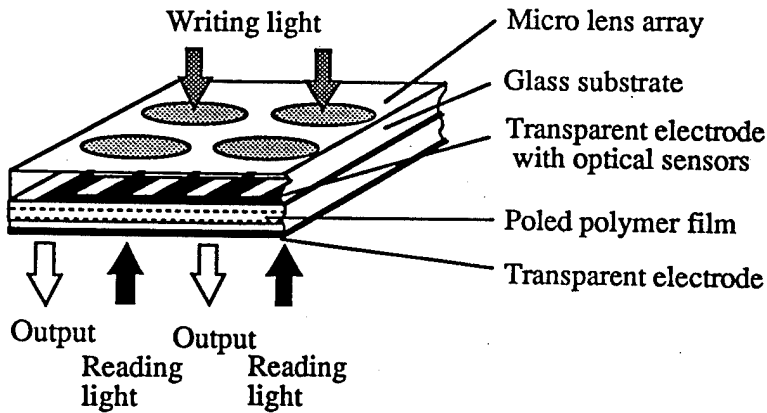 Writing light
Micro lens array
Glass substrate
Transparent electrode
with optical sensors
Poled polymer film
Transparent electrode
Output
Output
Reading
light
Reading
light